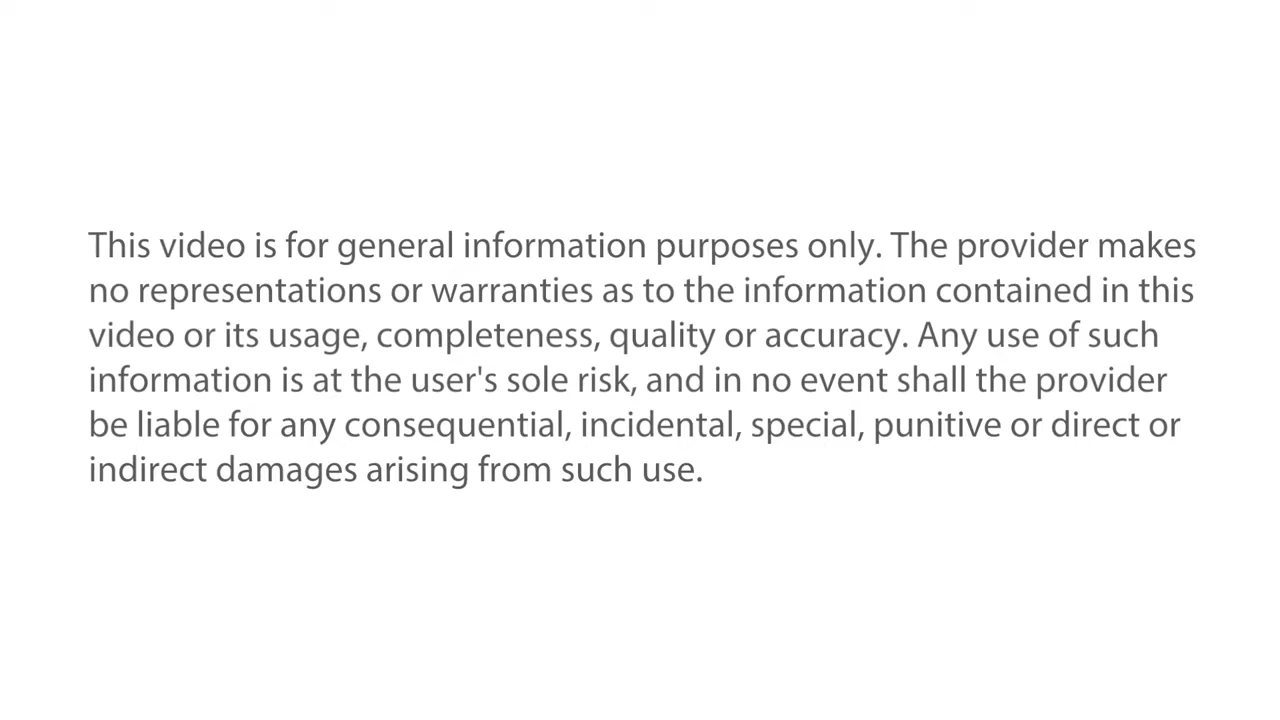 This video is for general information purposes only. The provider makes
no representations or warranties as to the information contained in this
video or its usage, completeness, quality or accuracy. Any use of such
information is at the user's sole risk, and in no event shall the provider
be liable for any consequential, incidental, special, punitive or direct or
indirect damages arising from such use.